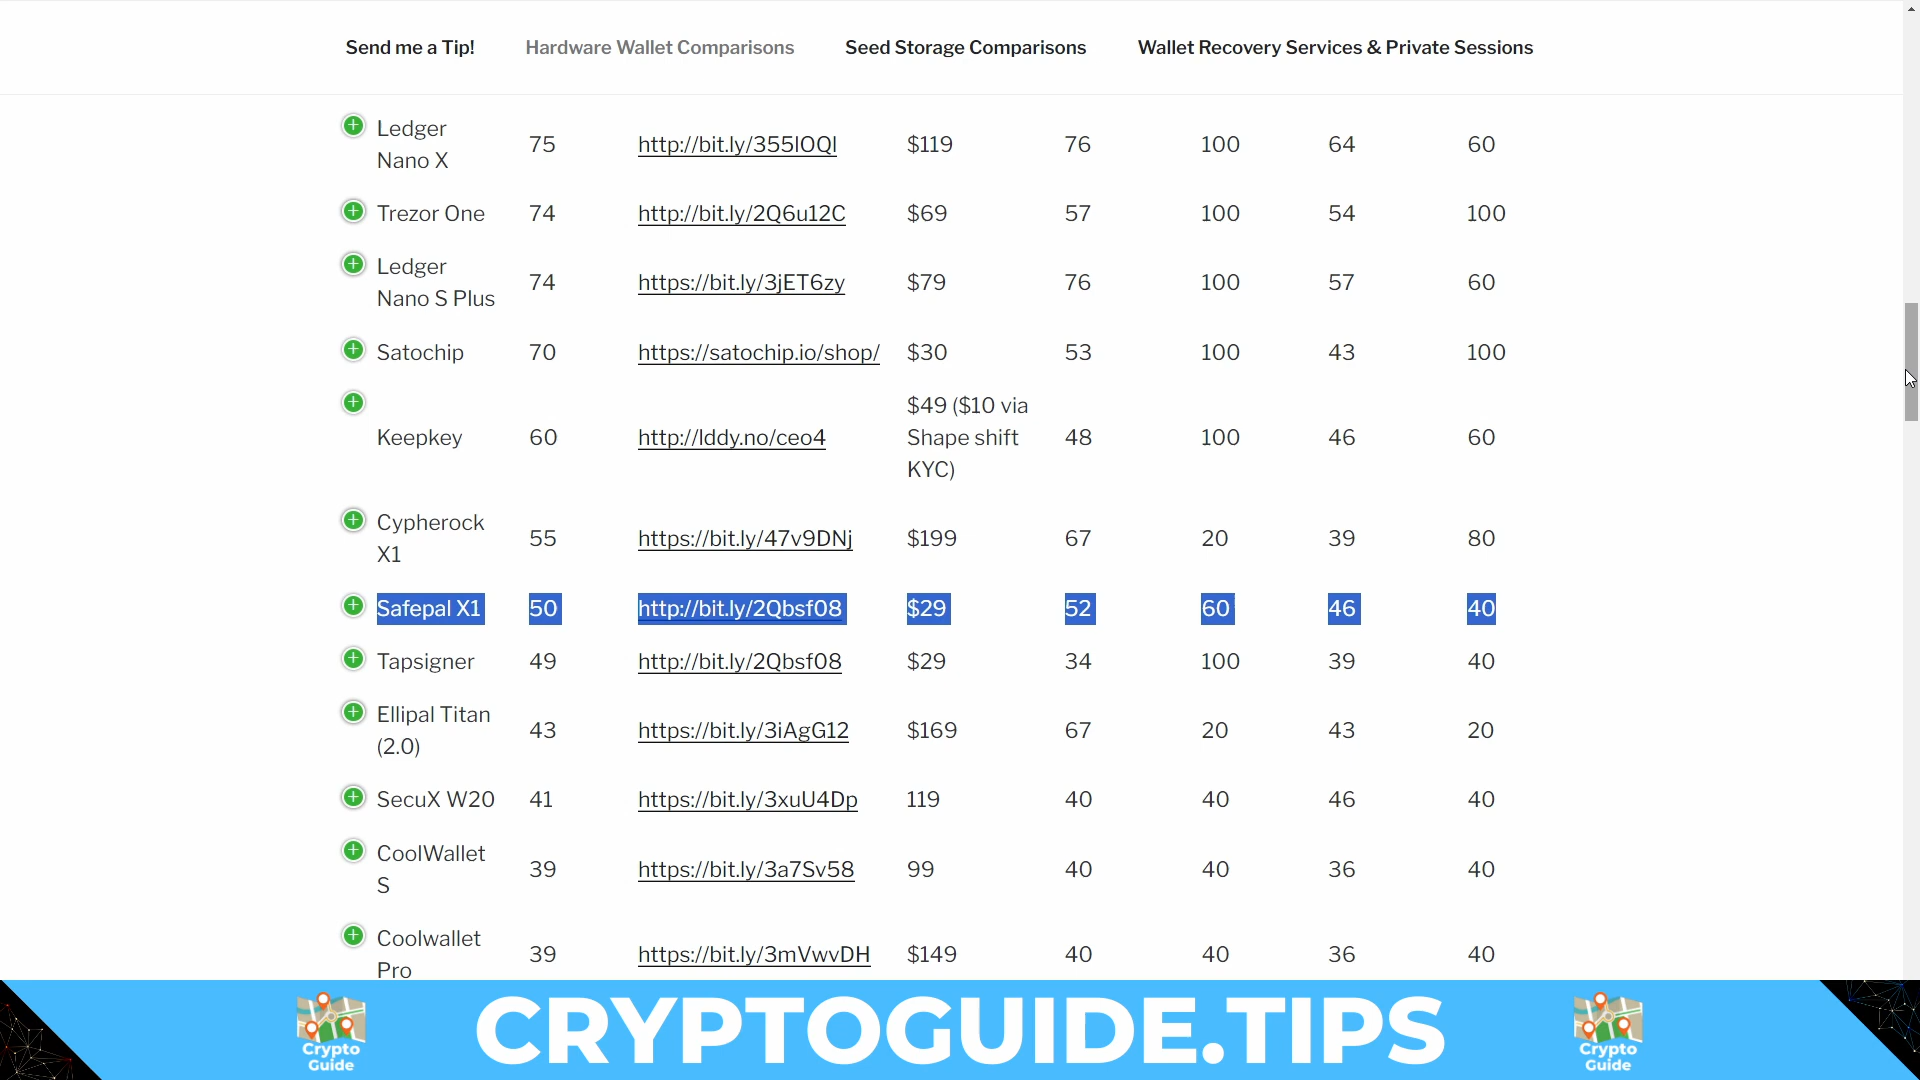 Send me a Tip! Hardware Wallet Comparisons Seed Storage Comparisons Wallet Recovery Services & Private Sessions
Ledger
Nano X 75 http://bit.ly/355lOQl $119 76 100 64 60
Trezor One 74 http://bit.ly/2Q6u12C $69 57 100 54 100
Ledger
Nano S Plus 74 https://bit.ly/3jET6zy $79 76 100 57 60
Satochip 70 https://satochip.io/shop/ $30 53 100 43 100
Keepkey 60 http://lddy.no/ceo4 $49 ($10 via
Shape shift
KYC) 48 100 46 60
Cypherock
X1 55 https://bit.ly/47v9DNj $199 67 20 39 80
Safepal X1 50 http://bit.ly/2Qbsf08 $29 52 60 46 40
Tapsigner 49 http://bit.ly/2Qbsf08 $29 34 100 39 40
Ellipal Titan
(2.0) 43 https://bit.ly/3iAgG12 $169 67 20 43 20
SecuX W20 41 https://bit.ly/3xuU4Dp 119 40 40 46 40
CoolWallet
S 39 https://bit.ly/3a7Sv58 99 40 40 36 40
Coolwallet
Pro 39 https://bit.ly/3mVwvDH $149 40 40 36 40
Crypto
Guide
CRYPTOGUIDE.TIPS
Crypto
Guide